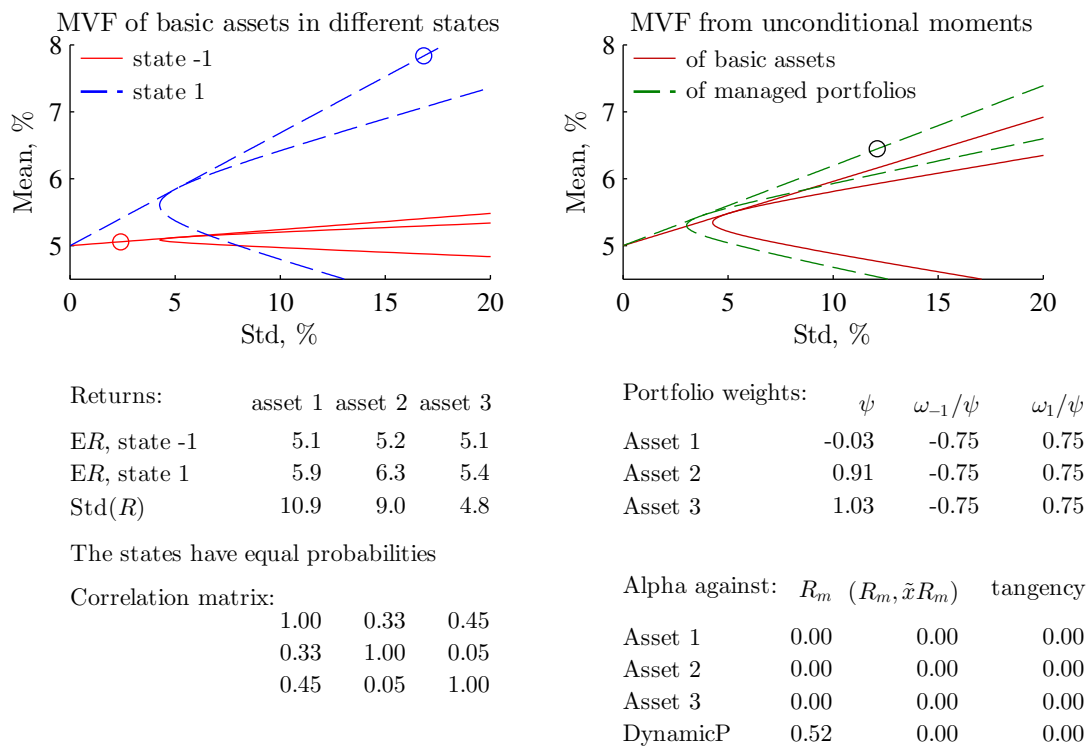 MVF of basic assets in different states
8
7
6
5
Mean, %
state -1
state 1
0 5 10 15 20
Std, %
MVF from unconditional moments
8
7
6
5
Mean, %
of basic assets
of managed portfolios
0 5 10 15 20
Std, %
Returns: asset 1 asset 2 asset 3
ER, state -1 5.1 5.2 5.1
ER, state 1 5.9 6.3 5.4
Std(R) 10.9 9.0 4.8
The states have equal probabilities
Correlation matrix:
1.00 0.33 0.45
0.33 1.00 0.05
0.45 0.05 1.00
Portfolio weights: ψ ω₋₁/ψ ω₁/ψ
Asset 1 -0.03 -0.75 0.75
Asset 2 0.91 -0.75 0.75
Asset 3 1.03 -0.75 0.75
Alpha against: Rₘ (Rₘ, x̃Rₘ) tangency
Asset 1 0.00 0.00 0.00
Asset 2 0.00 0.00 0.00
Asset 3 0.00 0.00 0.00
DynamicP 0.52 0.00 0.00